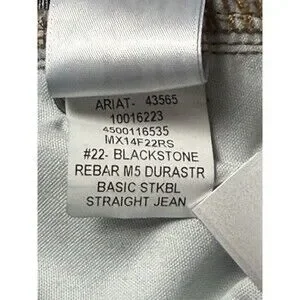 ARIAT- 43565
10016223
4500116535
MX14F22RS
#22- BLACKSTONE
REBAR M5 DURASTR
BASIC STKBL
STRAIGHT JEAN